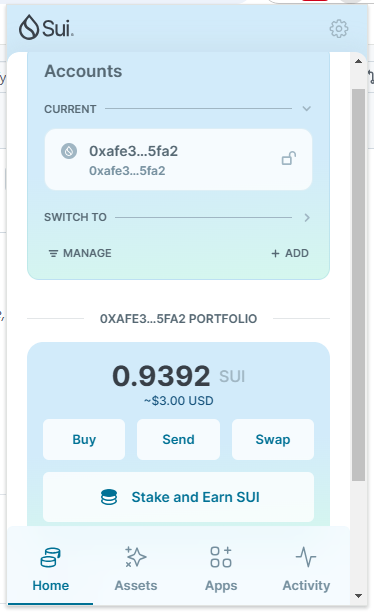 Sui.
Accounts
CURRENT
0xafe3...5fa2
0xafe3...5fa2
SWITCH TO
MANAGE + ADD
0XAFE3...5FA2 PORTFOLIO
0.9392 SUI
~$3.00 USD
Buy Send Swap
Stake and Earn SUI
Home Assets Apps Activity